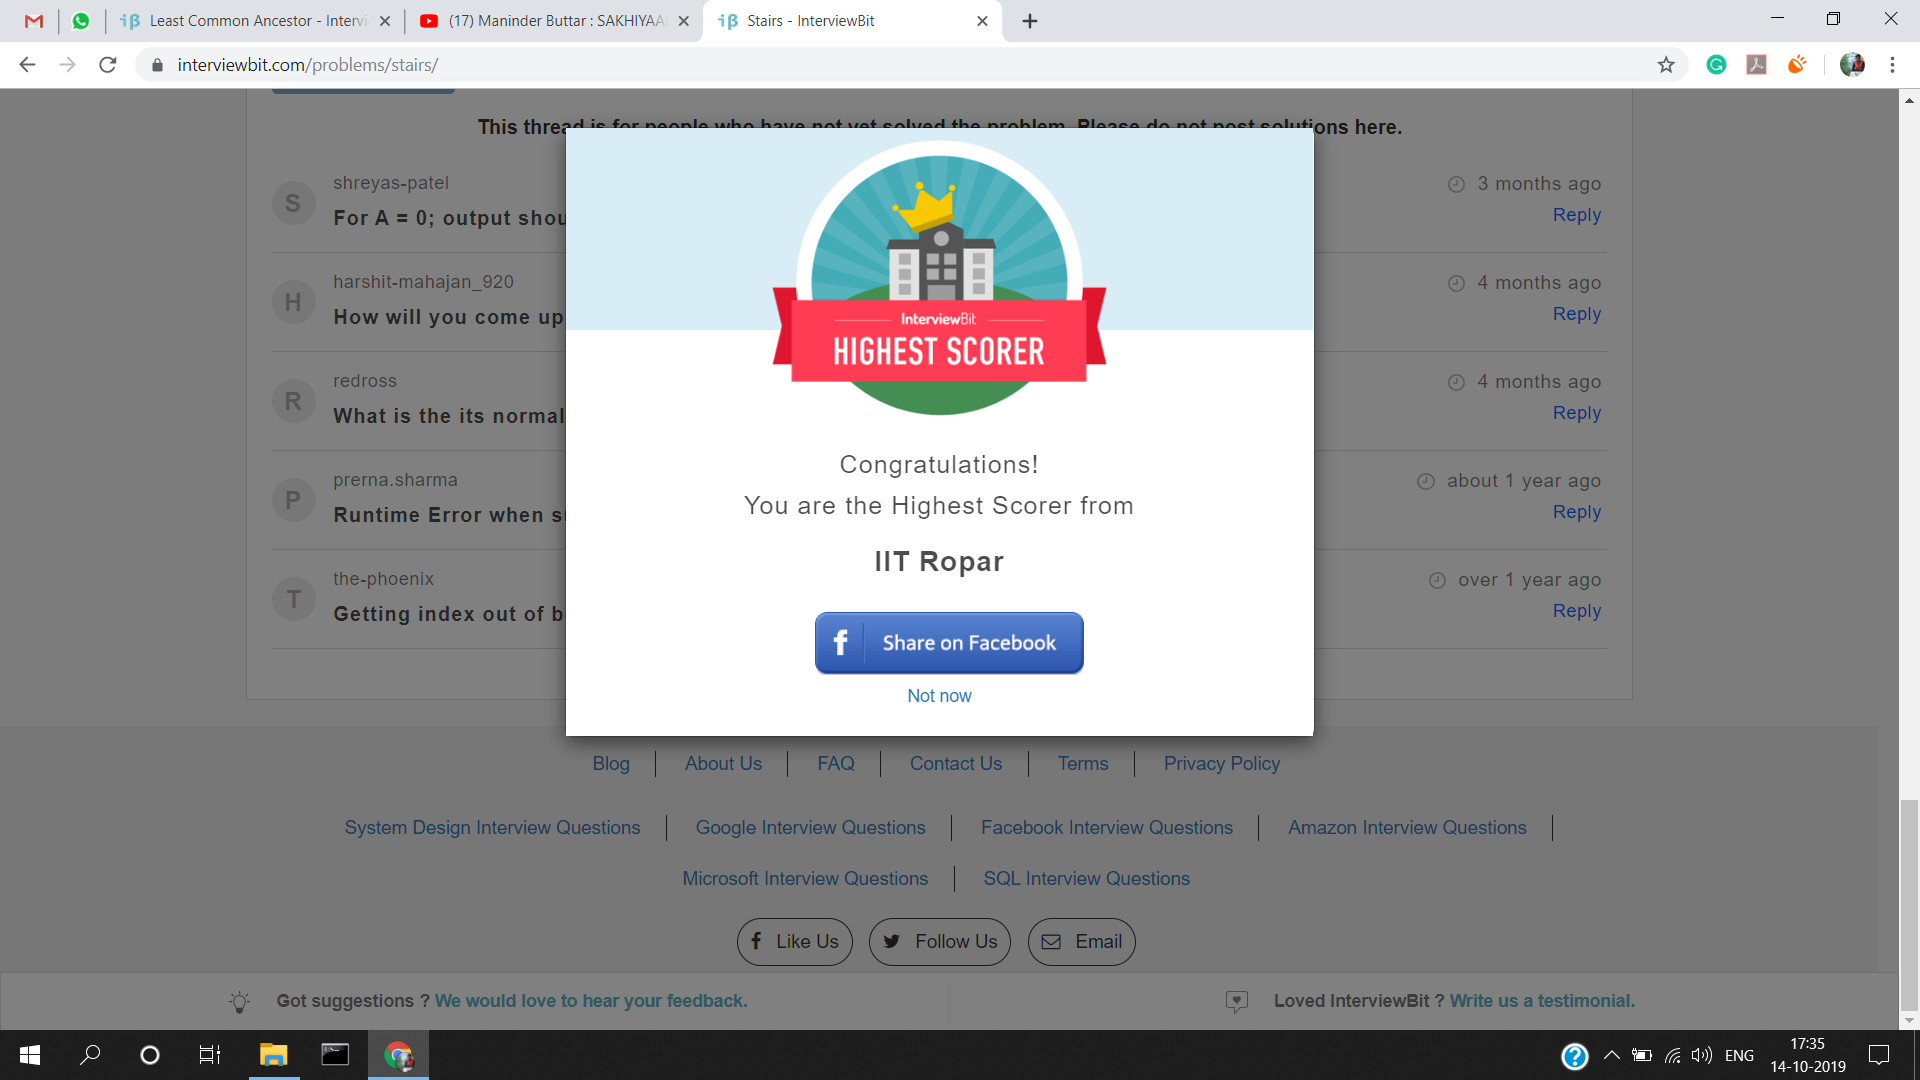 Least Common Ancestor - Intervi
(17) Maninder Buttar : SAKHIYAA
Stairs - InterviewBit
interviewbit.com/problems/stairs/
This thread is for people who have not yet solved the problem. Please do not post solutions here.
S
shreyas-patel
3 months ago
For A = 0; output shou
Reply
H
harshit-mahajan_920
4 months ago
How will you come up
Reply
R
redross
4 months ago
What is the its normal
Reply
P
prerna.sharma
about 1 year ago
Runtime Error when s
Reply
T
the-phoenix
over 1 year ago
Getting index out of b
Reply
InterviewBit
HIGHEST SCORER
Congratulations!
You are the Highest Scorer from
IIT Ropar
f Share on Facebook
Not now
Blog About Us FAQ Contact Us Terms Privacy Policy
System Design Interview Questions Google Interview Questions Facebook Interview Questions Amazon Interview Questions
Microsoft Interview Questions SQL Interview Questions
Like Us Follow Us Email
Got suggestions ? We would love to hear your feedback.
Loved InterviewBit ? Write us a testimonial.
ENG
17:35
14-10-2019